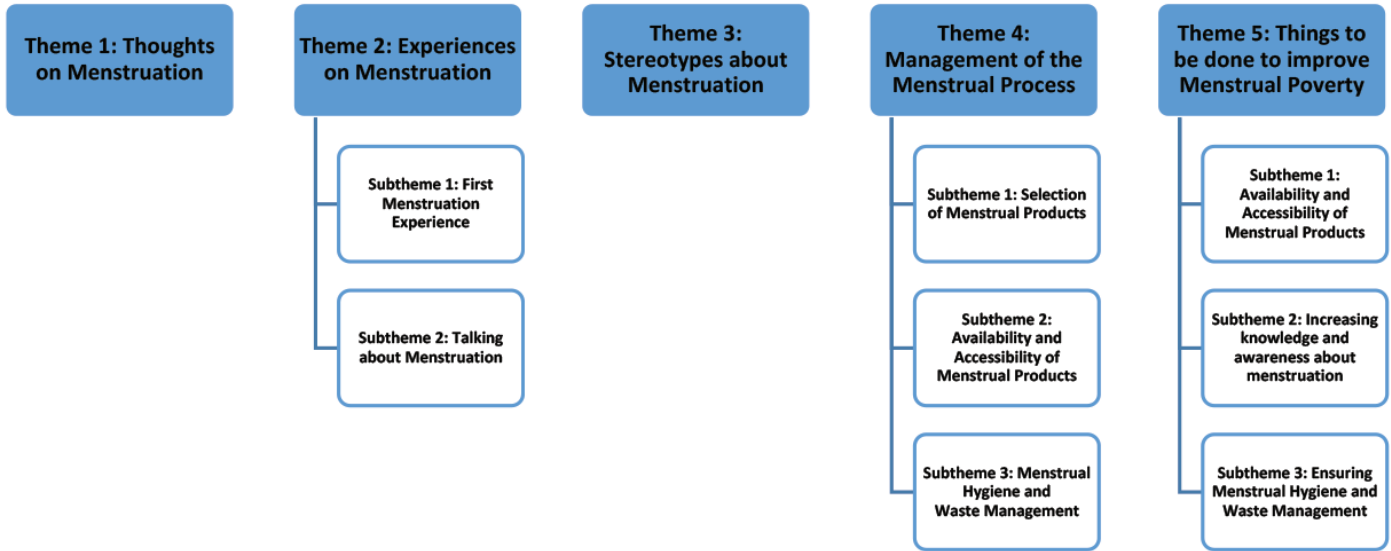 Theme 1: Thoughts
on Menstruation
Theme 2: Experiences
on Menstruation
Subtheme 1: First
Menstruation
Experience
Subtheme 2: Talking
about Menstruation
Theme 3:
Stereotypes about
Menstruation
Theme 4:
Management of the
Menstrual Process
Subtheme 1: Selection
of Menstrual Products
Subtheme 2:
Availability and
Accessibility of
Menstrual Products
Subtheme 3: Menstrual
Hygiene and
Waste Management
Theme 5: Things to
be done to improve
Menstrual Poverty
Subtheme 1:
Availability and
Accessibility of
Menstrual Products
Subtheme 2: Increasing
knowledge and
awareness about
menstruation
Subtheme 3: Ensuring
Menstrual Hygiene and
Waste Management